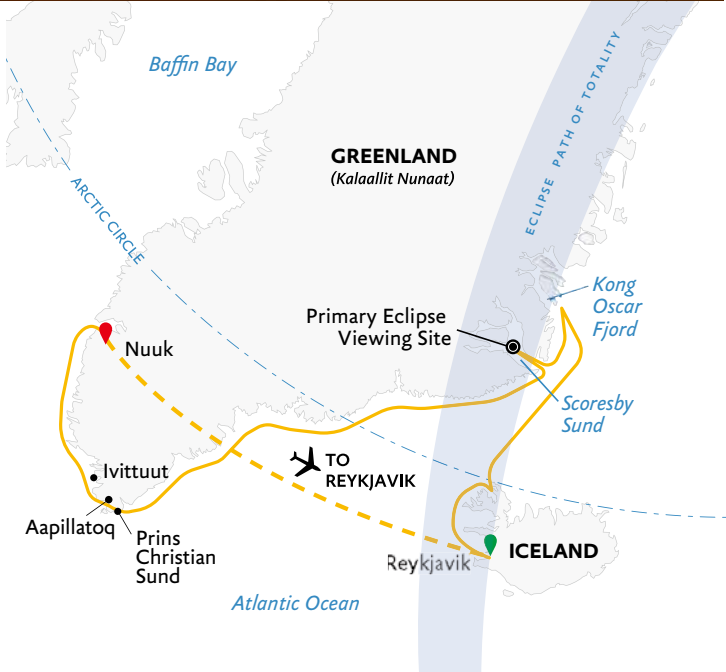 Baffin Bay
GREENLAND
(Kalaallit Nunaat)
ECLIPSE PATH OF TOTALITY
ARCTIC CIRCLE
Kong
Oscar
Fjord
Primary Eclipse
Viewing Site
Nuuk
Scoresby
Sund
TO
REYKJAVIK
Ivittuut
Aapillatoq
Prins
Christian
Sund
ICELAND
Reykjavik
Atlantic Ocean